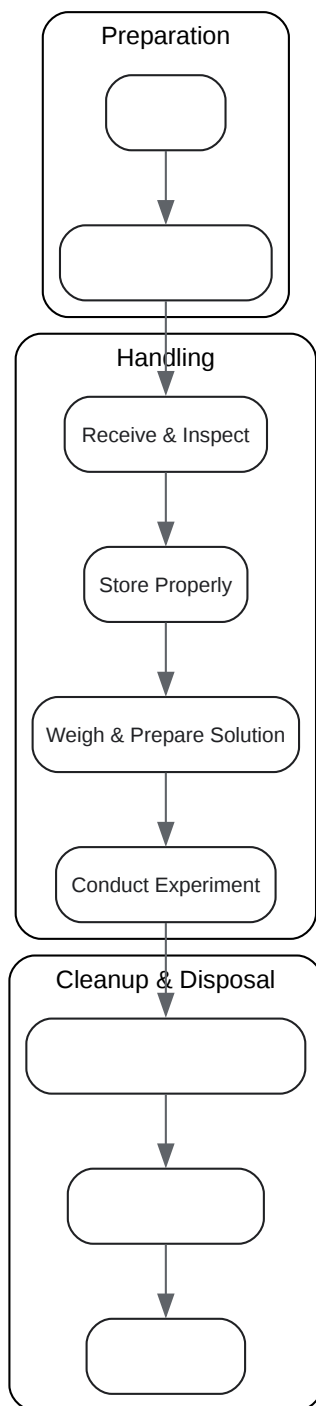 Preparation
Handling
Receive & Inspect
Store Properly
Weigh & Prepare Solution
Conduct Experiment
Cleanup & Disposal